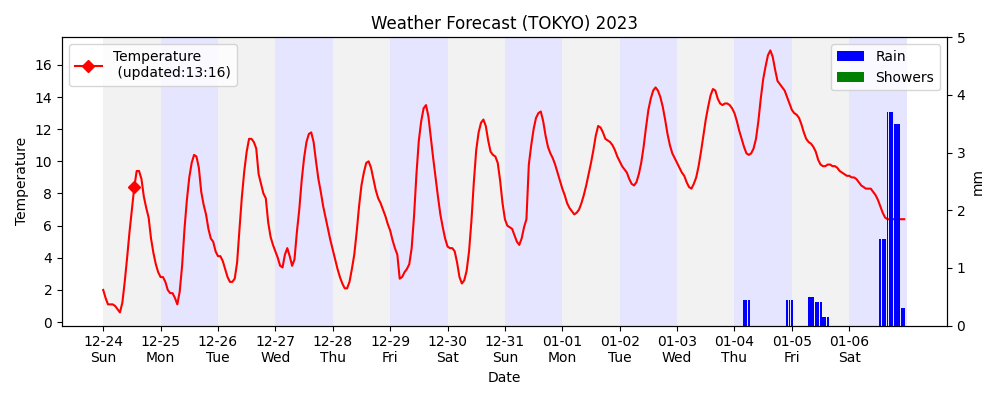 Weather Forecast (TOKYO) 2023
Temperature
(updated:13:16)
Rain
Showers
Temperature
16
14
12
10
8
6
4
2
0
5
4
3
2
1
0
mm
12-24 12-25 12-26 12-27 12-28 12-29 12-30 12-31 01-01 01-02 01-03 01-04 01-05 01-06
Sun Mon Tue Wed Thu Fri Sat Sun Mon Tue Wed Thu Fri Sat
Date